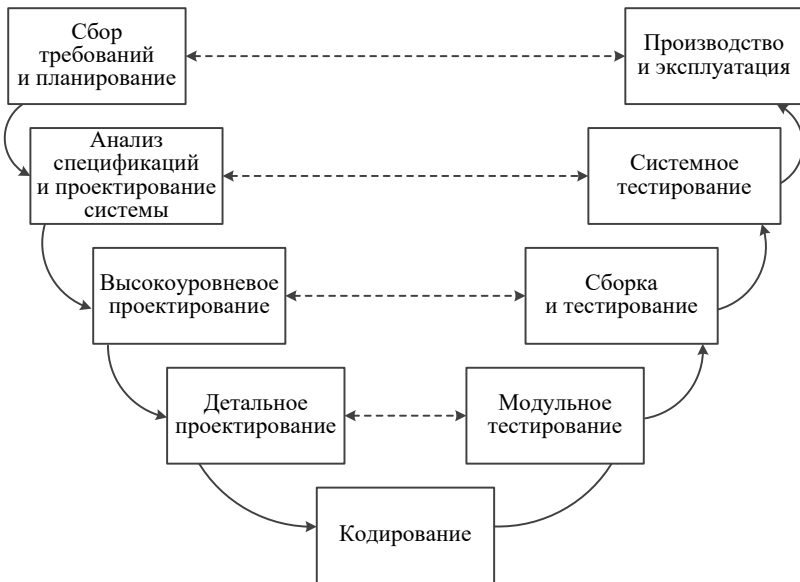 Сбор
требований
и планирование
Производство
и эксплуатация
Анализ
спецификаций
и проектирование
системы
Системное
тестирование
Высокоуровневое
проектирование
Сборка
и тестирование
Детальное
проектирование
Модульное
тестирование
Кодирование